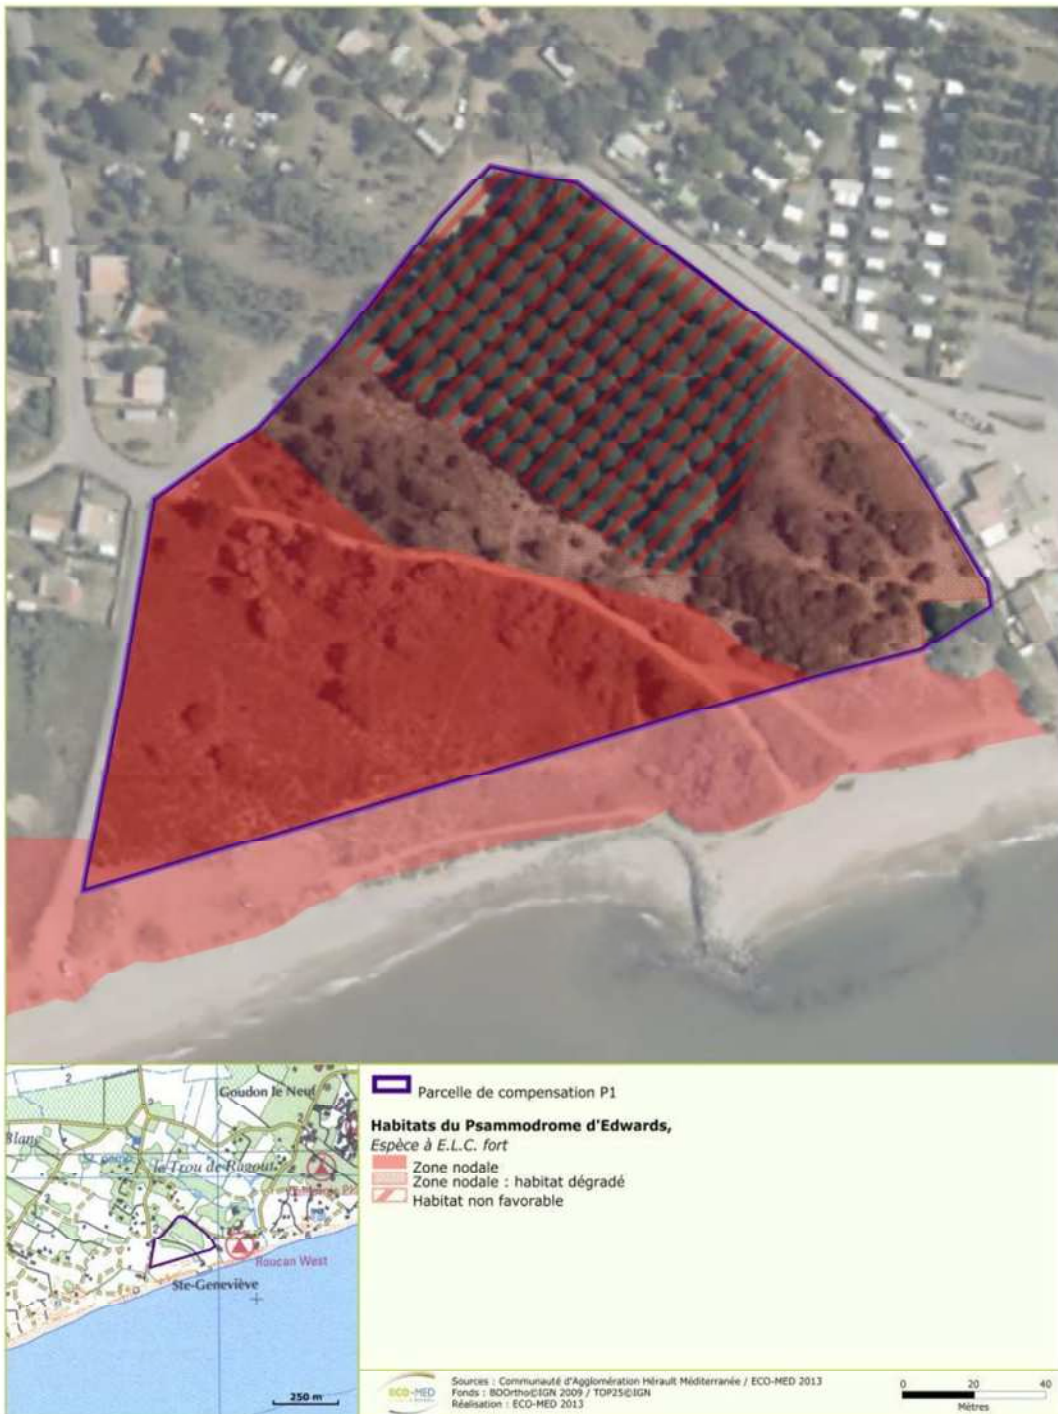 Goudon le Neuf
Blanc
le Trou de Ragout
Roucan West
Ste-Geneviève
250 m
Parcelle de compensation P1
Habitats du Psammodrome d'Edwards,
Espèce à E.L.C. fort
Zone nodale
Zone nodale : habitat dégradé
Habitat non favorable
ECO-MED
Sources : Communauté d'Agglomération Hérault Méditerranée / ECO-MED 2013
Fonds : BDOrtho©IGN 2009 / TOP25©IGN
Réalisation : ECO-MED 2013
0 20 40
Mètres